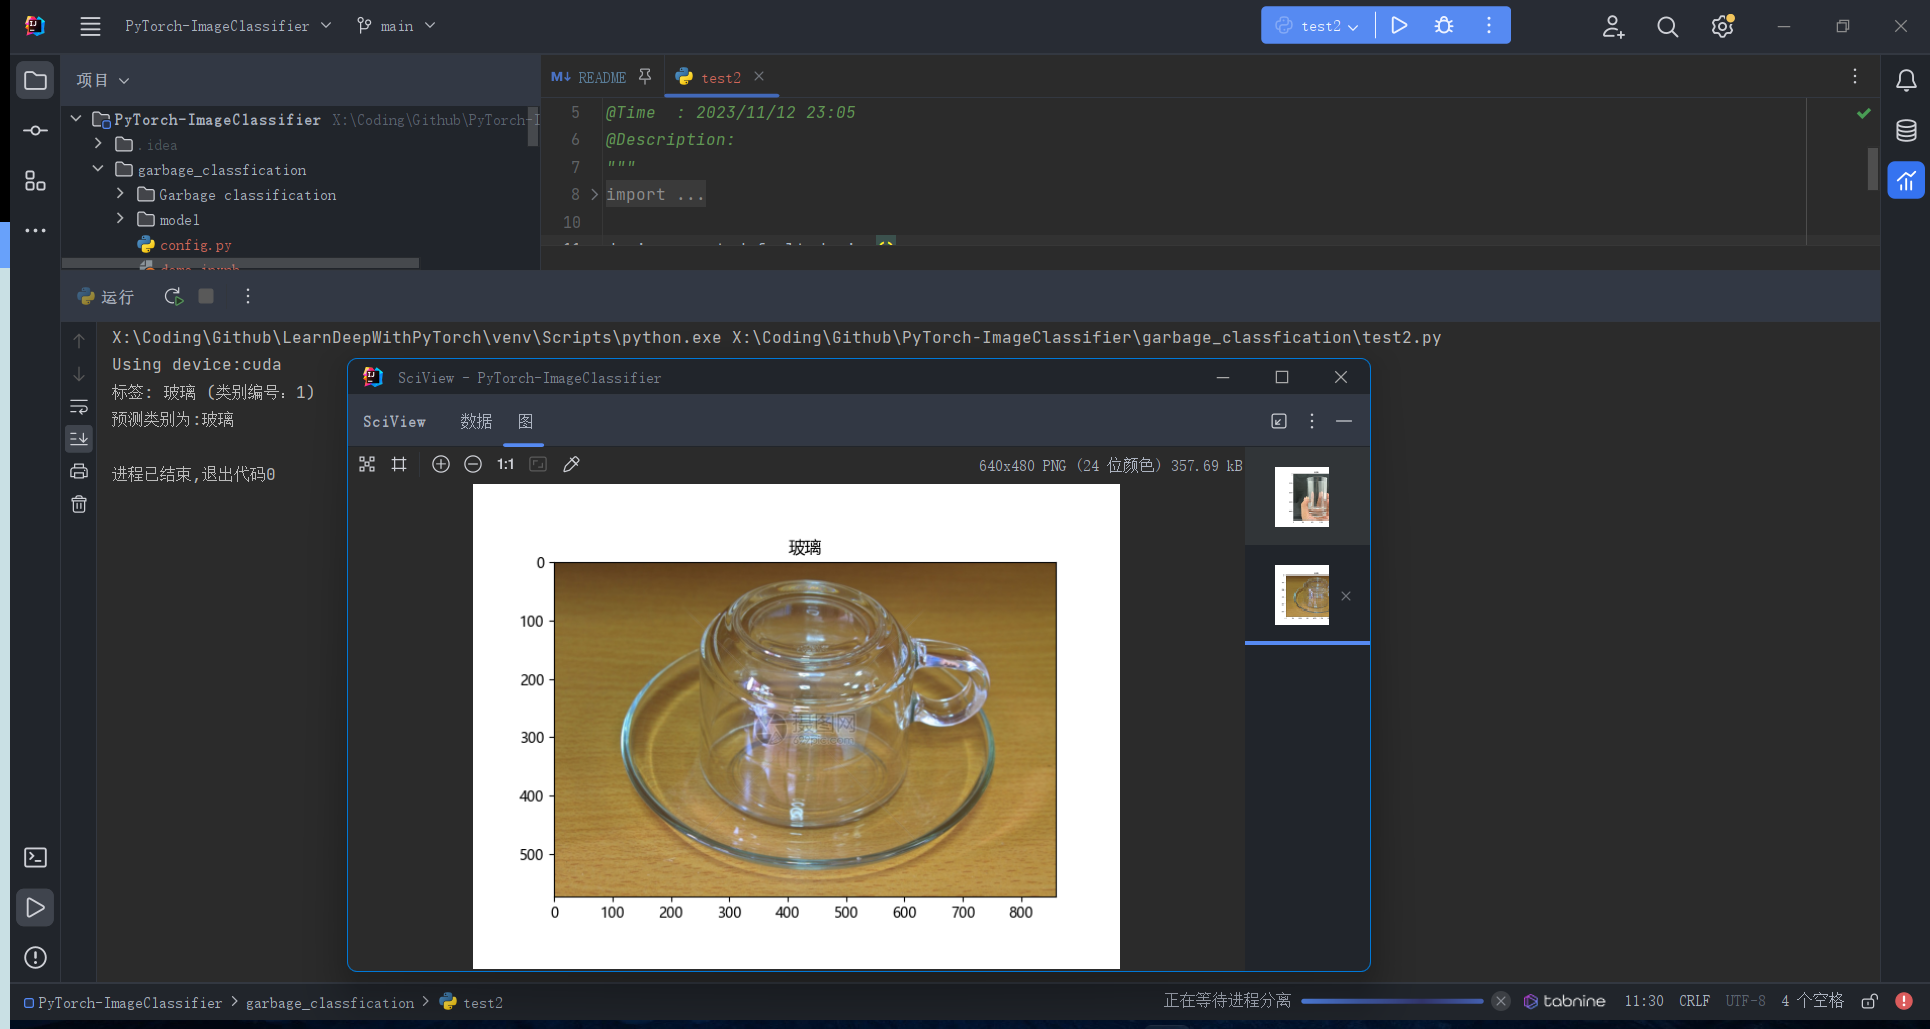 PyTorch-ImageClassifier
main
test2
项目
PyTorch-ImageClassifier X:\Coding\Github\PyTorch-I
.idea
garbage_classfication
Garbage classification
model
config.py
README
test2
5 @Time : 2023/11/12 23:05
6 @Description:
7 """
8 import ...
10
运行
X:\Coding\Github\LearnDeepWithPyTorch\venv\Scripts\python.exe X:\Coding\Github\PyTorch-ImageClassifier\garbage_classfication\test2.py
Using device:cuda
标签: 玻璃 (类别编号: 1)
预测类别为:玻璃
进程已结束,退出代码0
SciView - PyTorch-ImageClassifier
SciView 数据 图
1:1
640x480 PNG (24 位颜色) 357.69 kB
玻璃
0
100
200
300
400
500
0 100 200 300 400 500 600 700 800
摄图网
PyTorch-ImageClassifier > garbage_classfication > test2
正在等待进程分离
tabnine
11:30 CRLF UTF-8 4 个空格